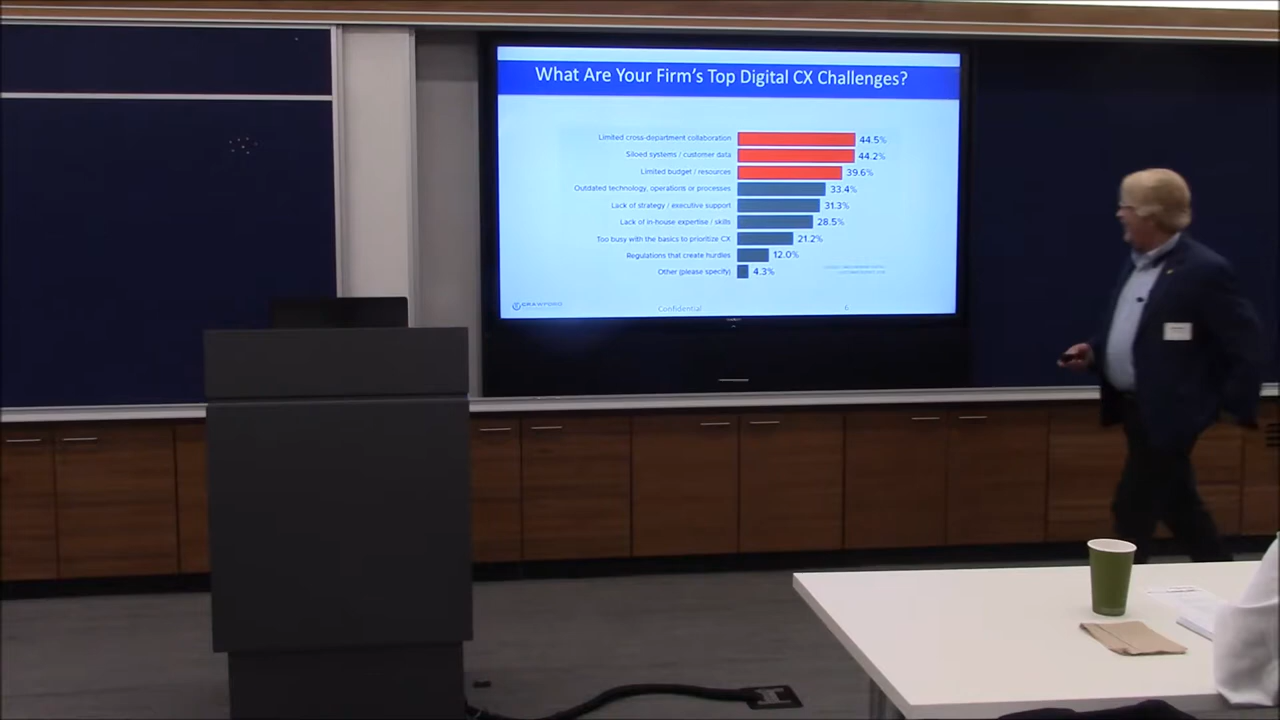 What Are Your Firm's Top Digital CX Challenges?
Limited cross-department collaboration 44.5%
Siloed systems / customer data 44.2%
Limited budget / resources 39.6%
Outdated technology, operations or processes 33.4%
Lack of strategy / executive support 31.3%
Lack of in-house expertise / skills 28.5%
Too busy with the basics to prioritize CX 21.2%
Regulations that create hurdles 12.0%
Other (please specify) 4.3%
CRAWFORD
Confidential
6